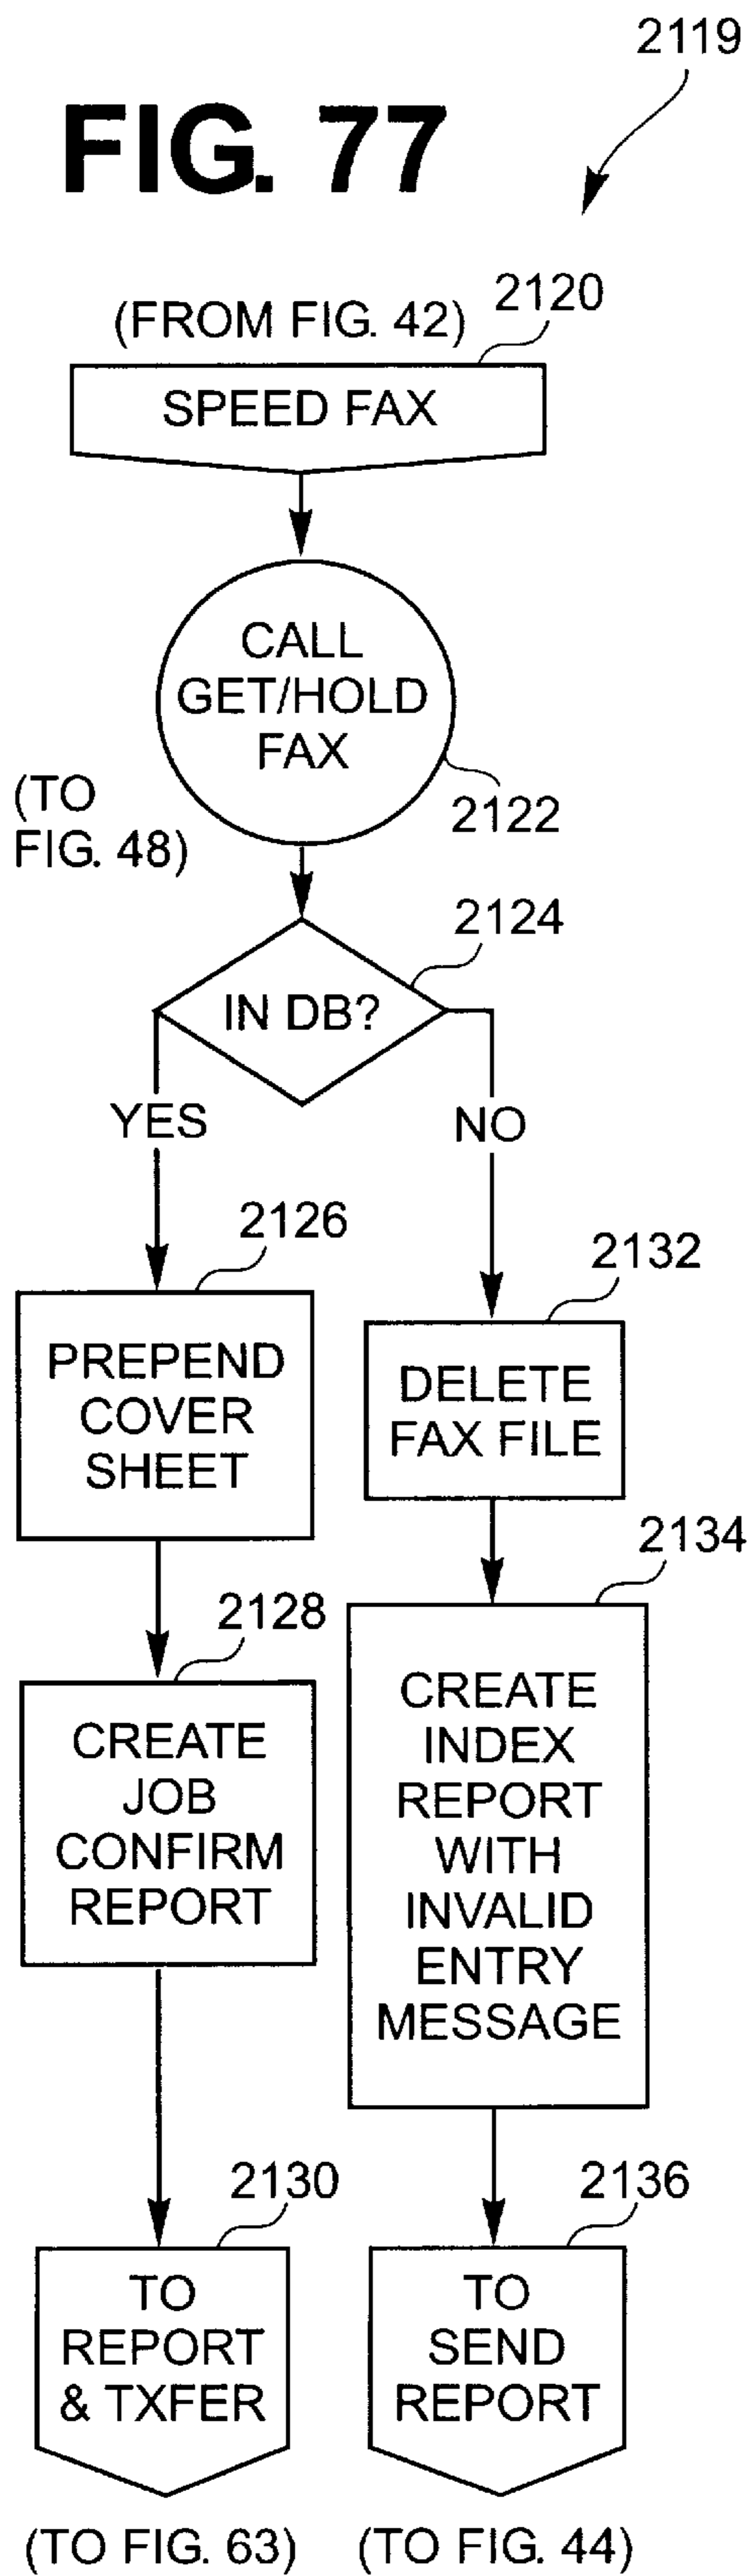 2119
FIG. 77
(FROM FIG. 42)
2120
SPEED FAX
CALL
GET/HOLD
FAX
(TO
FIG. 48)
2122
2124
IN DB?
YES
NO
2126
PREPEND
COVER
SHEET
2132
DELETE
FAX FILE
2128
CREATE
JOB
CONFIRM
REPORT
2134
CREATE
INDEX
REPORT
WITH
INVALID
ENTRY
MESSAGE
2130
TO
REPORT
& TXFER
(TO FIG. 63)
2136
TO
SEND
REPORT
(TO FIG. 44)